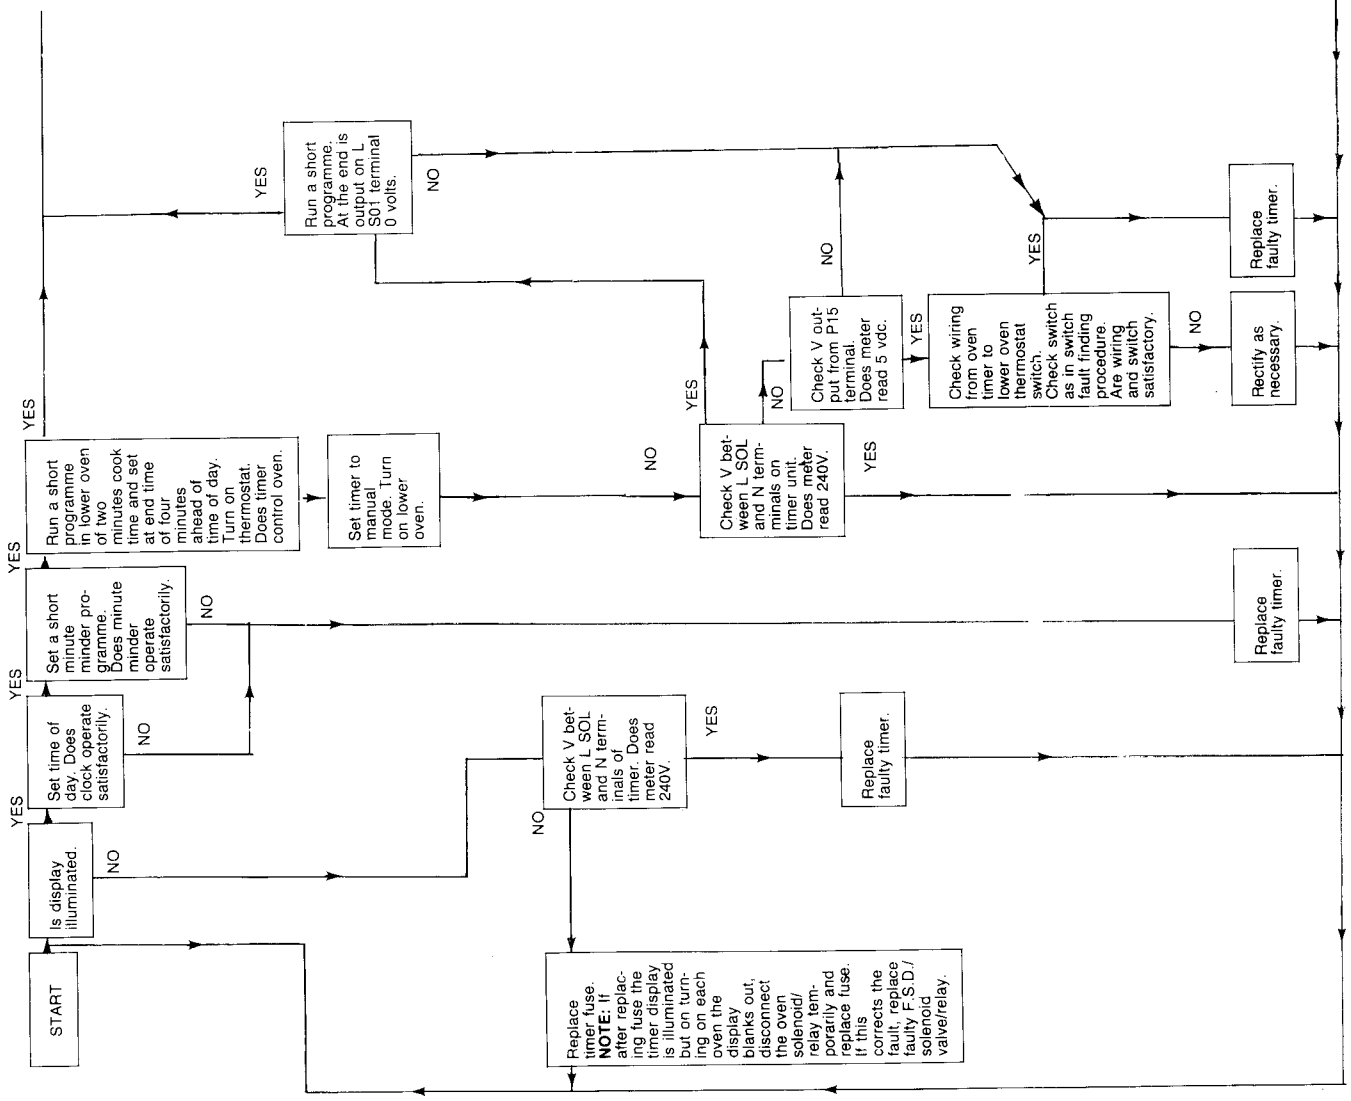 START
Is display
illuminated.
YES
NO
Set time of
day. Does
clock operate
satisfactorily.
YES
NO
Set a short
minute
minder pro-
gramme.
Does minute
minder
operate
satisfactorily.
YES
NO
Run a short
programme
in lower oven
of two
minutes cook
time and set
at end time
of four
minutes
ahead of
time of day.
Turn on
thermostat.
Does timer
control oven.
YES
Set timer to
manual
mode. Turn
on lower
oven.
NO
Run a short
programme.
At the end is
output on L
S01 terminal
0 volts.
YES
NO
Check V bet-
ween L SOL
and N term-
inals of
timer. Does
meter read
240V.
NO
YES
Replace
timer fuse.
NOTE: If
after replac-
ing fuse the
timer display
is illuminated
but on turn-
ing on each
oven the
display
blanks out,
disconnect
the oven
solenoid/
relay tem-
porarily and
replace fuse.
If this
corrects the
fault, replace
faulty F.S.D./
solenoid
valve/relay.
Replace
faulty timer.
Check V bet-
ween L SOL
and N term-
minals on
timer unit.
Does meter
read 240V.
YES
NO
YES
Check V out-
put from P15
terminal.
Does meter
read 5 vdc.
NO
YES
Check wiring
from oven
timer to
lower oven
thermostat
switch.
Check switch
as in switch
fault finding
procedure.
Are wiring
and switch
satisfactory.
YES
NO
Replace
faulty timer.
Rectify as
necessary.
Replace
faulty timer.